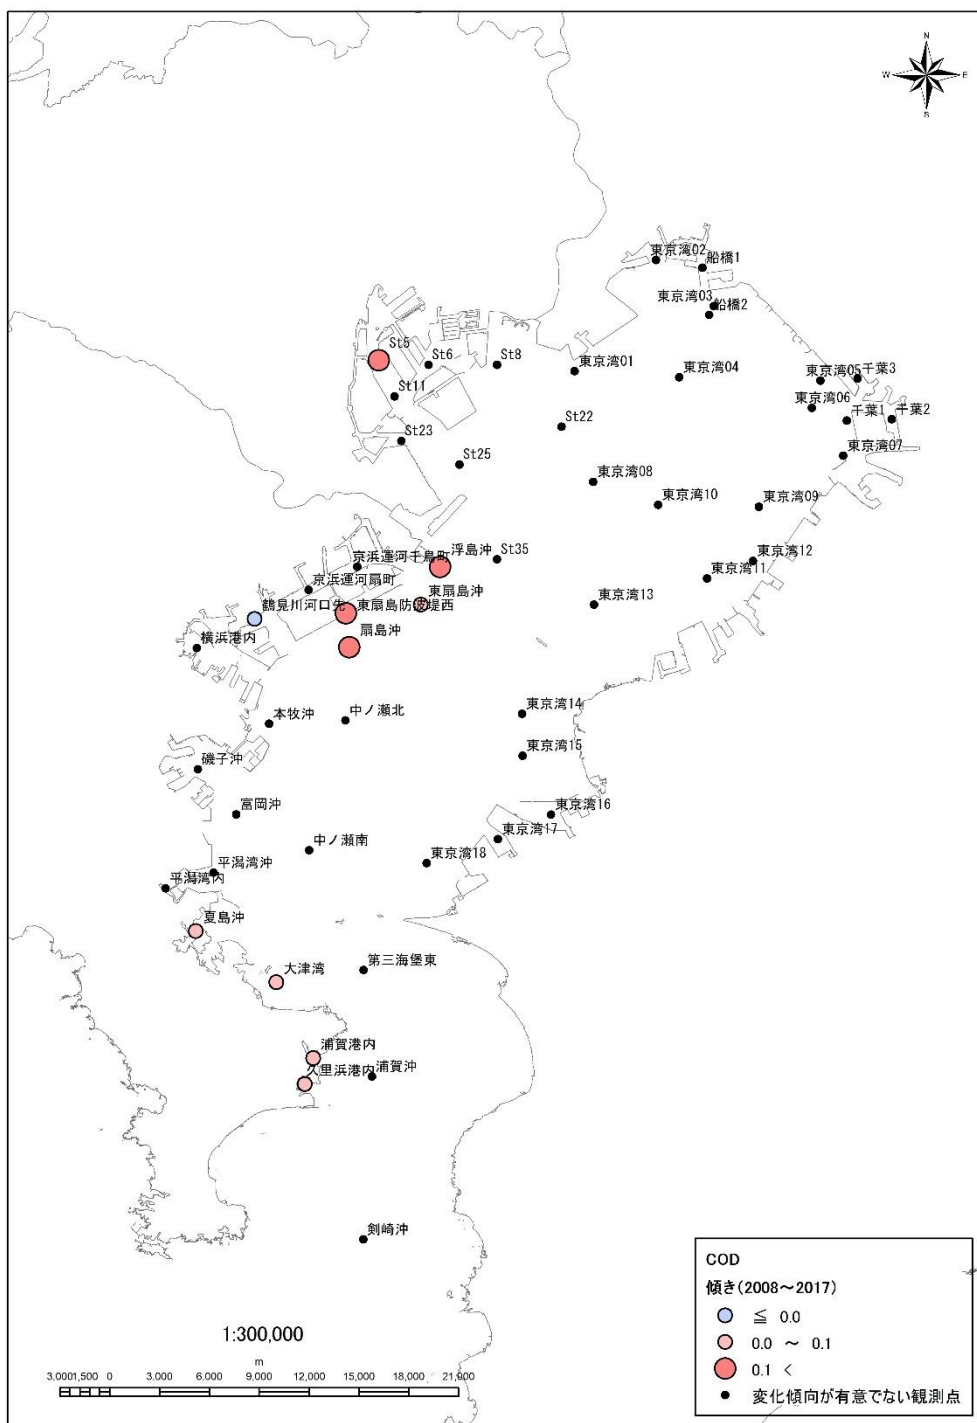 N
W
E
S
東京湾02
船橋1
東京湾03
船橋2
St5
St6
St8
東京湾01
東京湾04
東京湾05
千葉3
St11
東京湾06
千葉1
千葉2
St22
St23
東京湾07
St25
東京湾08
東京湾10
東京湾09
京浜運河千鳥町
浮島沖
St35
東京湾12
京浜運河扇町
東京湾11
鶴見川河口先
東扇島防波堤西
東扇島沖
東京湾13
横浜港内
扇島沖
本牧沖
中ノ瀬北
東京湾14
東京湾15
磯子沖
富岡沖
東京湾16
東京湾17
中ノ瀬南
東京湾18
平潟湾沖
平潟湾内
夏島沖
大津湾
第三海堡東
浦賀港内
久里浜港内
浦賀沖
剣崎沖
COD
傾き(2008～2017)
≦ 0.0
0.0 ～ 0.1
0.1 <
変化傾向が有意でない観測点
1:300,000
m
3,000 1,500 0 3,000 6,000 9,000 12,000 15,000 18,000 21,000